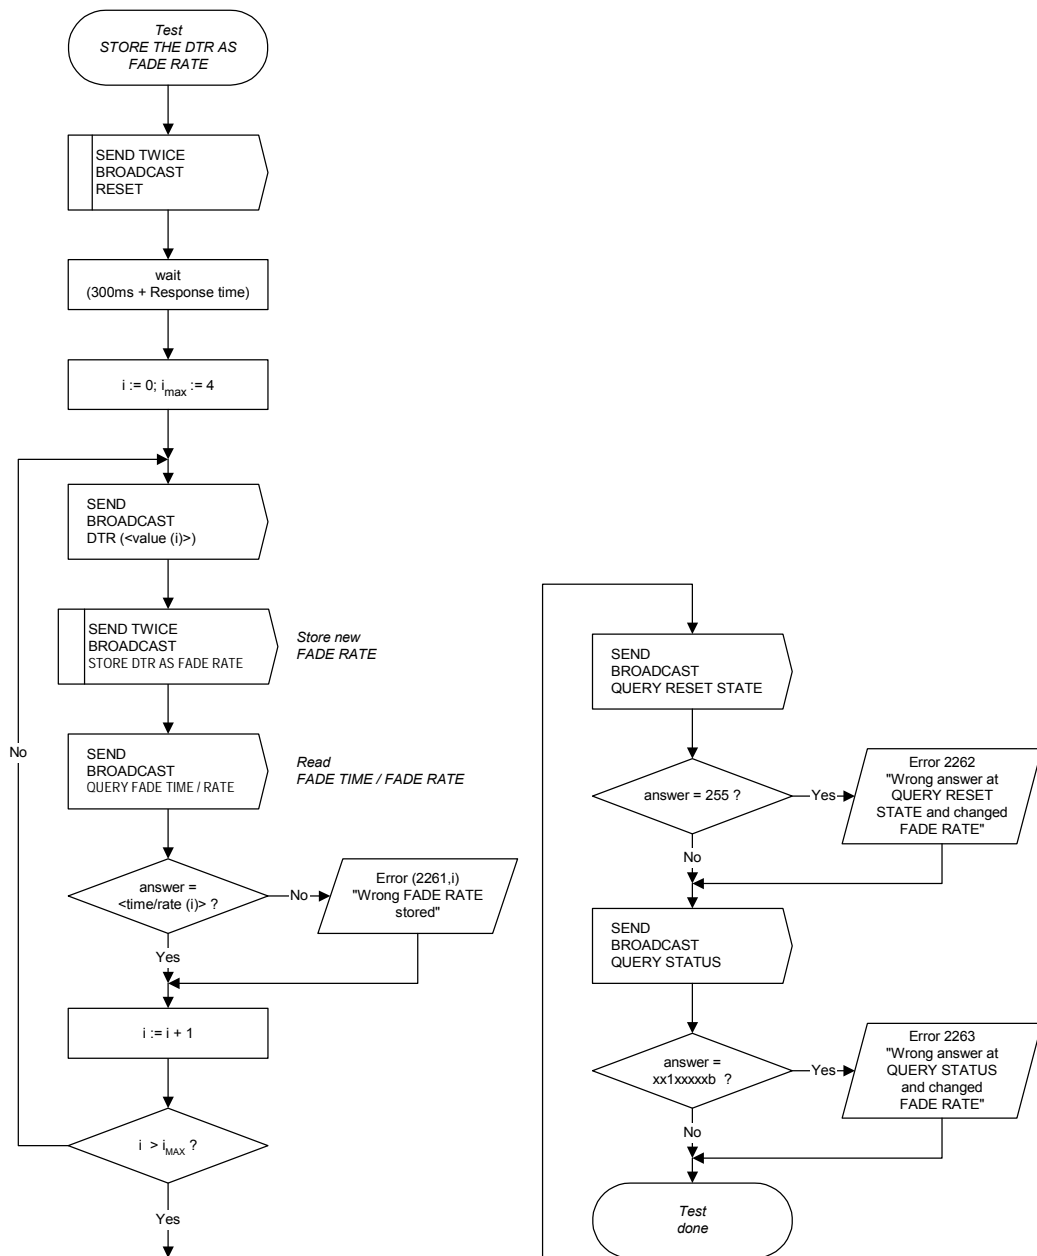 Test
STORE THE DTR AS
FADE RATE
SEND TWICE
BROADCAST
RESET
wait
(300ms + Response time)
i := 0; imax := 4
SEND
BROADCAST
DTR (<value (i)>)
SEND TWICE
BROADCAST
STORE DTR AS FADE RATE
Store new
FADE RATE
No
SEND
BROADCAST
QUERY FADE TIME / RATE
Read
FADE TIME / FADE RATE
answer =
<time/rate (i)> ?
No
Error (2261,i)
"Wrong FADE RATE
stored"
Yes
i := i + 1
i > iMAX ?
Yes
SEND
BROADCAST
QUERY RESET STATE
answer = 255 ?
Yes
Error 2262
"Wrong answer at
QUERY RESET
STATE and changed
FADE RATE"
No
SEND
BROADCAST
QUERY STATUS
answer =
xx1xxxxxb ?
Yes
Error 2263
"Wrong answer at
QUERY STATUS
and changed
FADE RATE"
No
Test
done